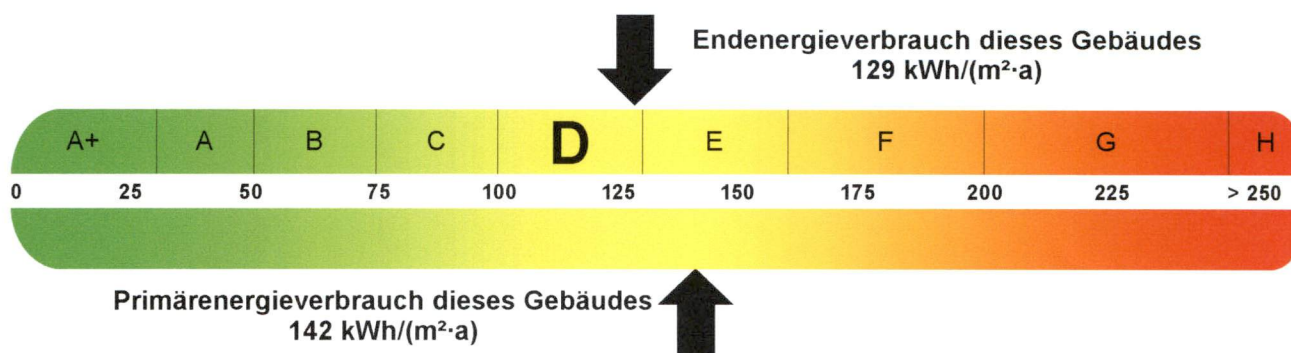 Endenergieverbrauch dieses Gebäudes
129 kWh/(m²·a)
A+ A B C D E F G H
0 25 50 75 100 125 150 175 200 225 > 250
Primärenergieverbrauch dieses Gebäudes
142 kWh/(m²·a)